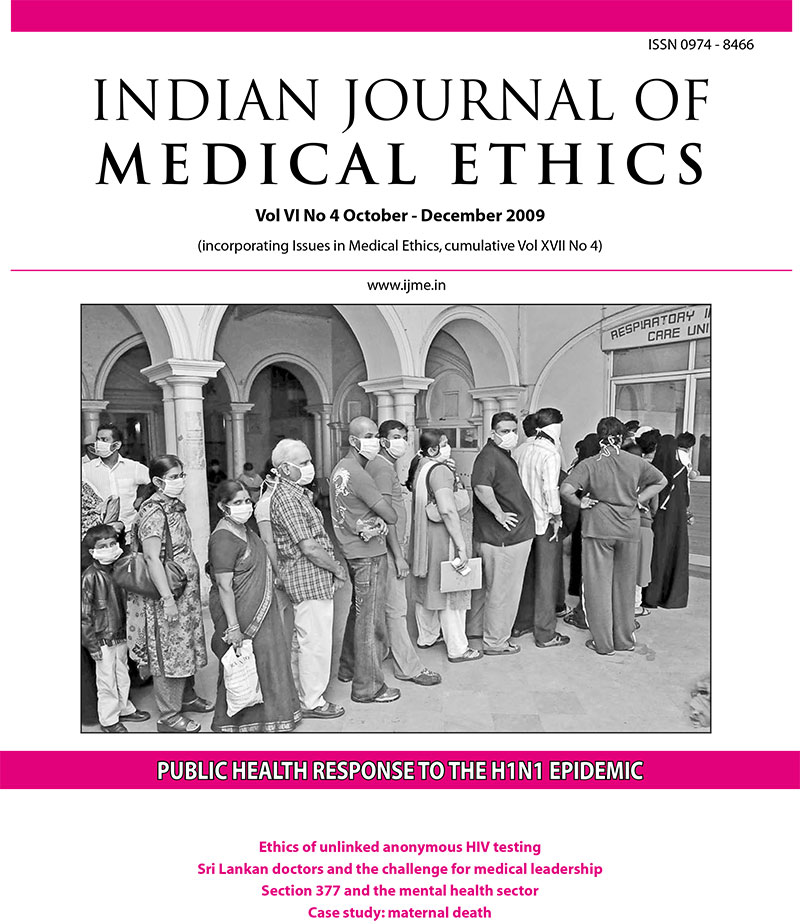 ISSN 0974 - 8466
INDIAN JOURNAL OF
MEDICAL ETHICS
Vol VI No 4 October - December 2009
(incorporating Issues in Medical Ethics, cumulative Vol XVII No 4)
www.ijme.in
RESPIRATORY
CARE
PUBLIC HEALTH RESPONSE TO THE H1N1 EPIDEMIC
Ethics of unlinked anonymous HIV testing
Sri Lankan doctors and the challenge for medical leadership
Section 377 and the mental health sector
Case study: maternal death